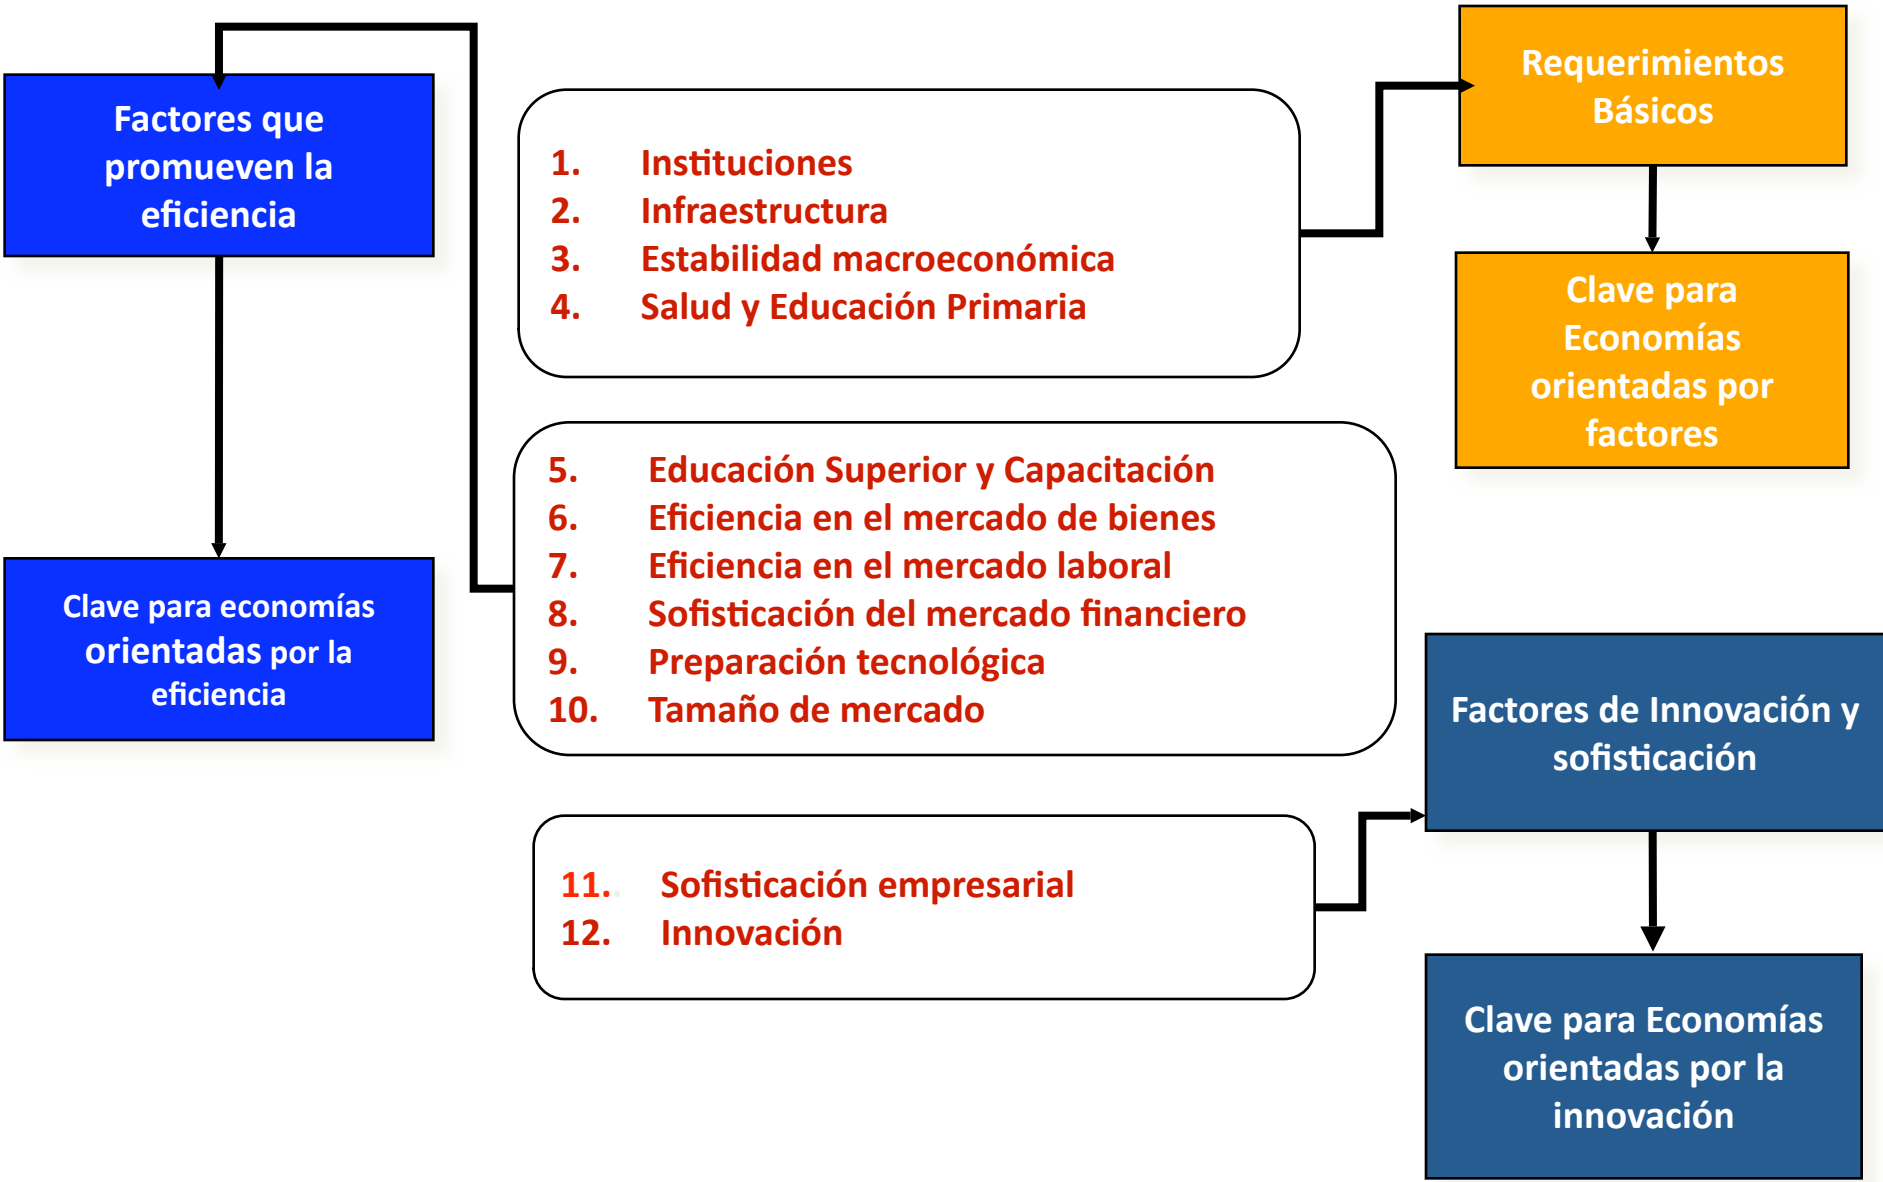 Factores que
promueven la
eficiencia
Clave para economías
orientadas por la
eficiencia
1. Instituciones
2. Infraestructura
3. Estabilidad macroeconómica
4. Salud y Educación Primaria
5. Educación Superior y Capacitación
6. Eficiencia en el mercado de bienes
7. Eficiencia en el mercado laboral
8. Sofisticación del mercado financiero
9. Preparación tecnológica
10. Tamaño de mercado
11. Sofisticación empresarial
12. Innovación
Requerimientos
Básicos
Clave para
Economías
orientadas por
factores
Factores de Innovación y
sofisticación
Clave para Economías
orientadas por la
innovación